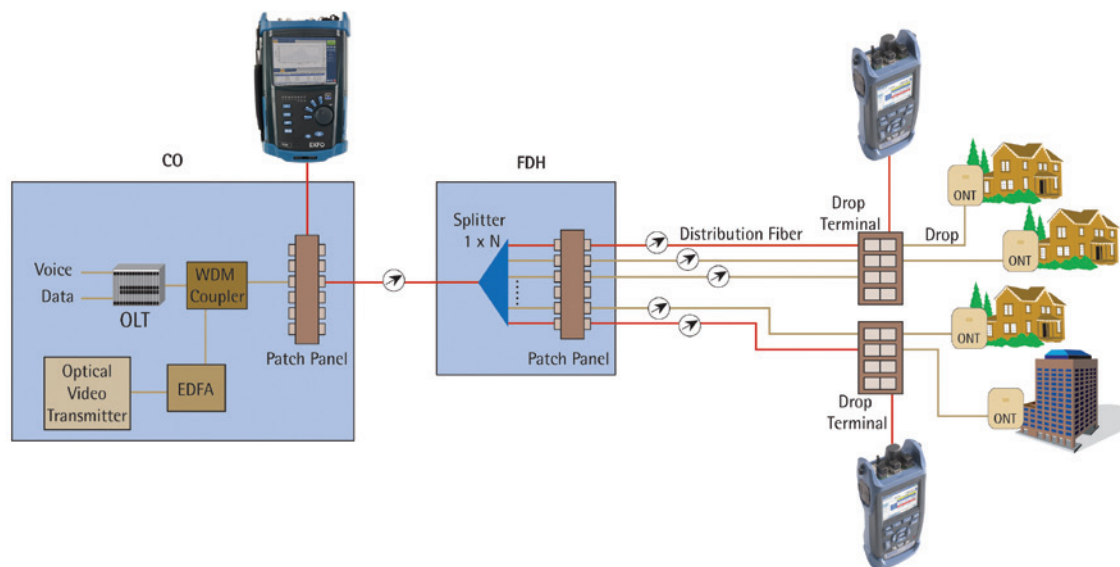 EXFO
CO
FDH
Splitter
1 x N
Drop
Terminal
Distribution Fiber
Drop
ONT
ONT
Voice
Data
OLT
WDM
Coupler
Patch Panel
Patch Panel
Optical
Video
Transmitter
EDFA
ONT
ONT
Drop
Terminal